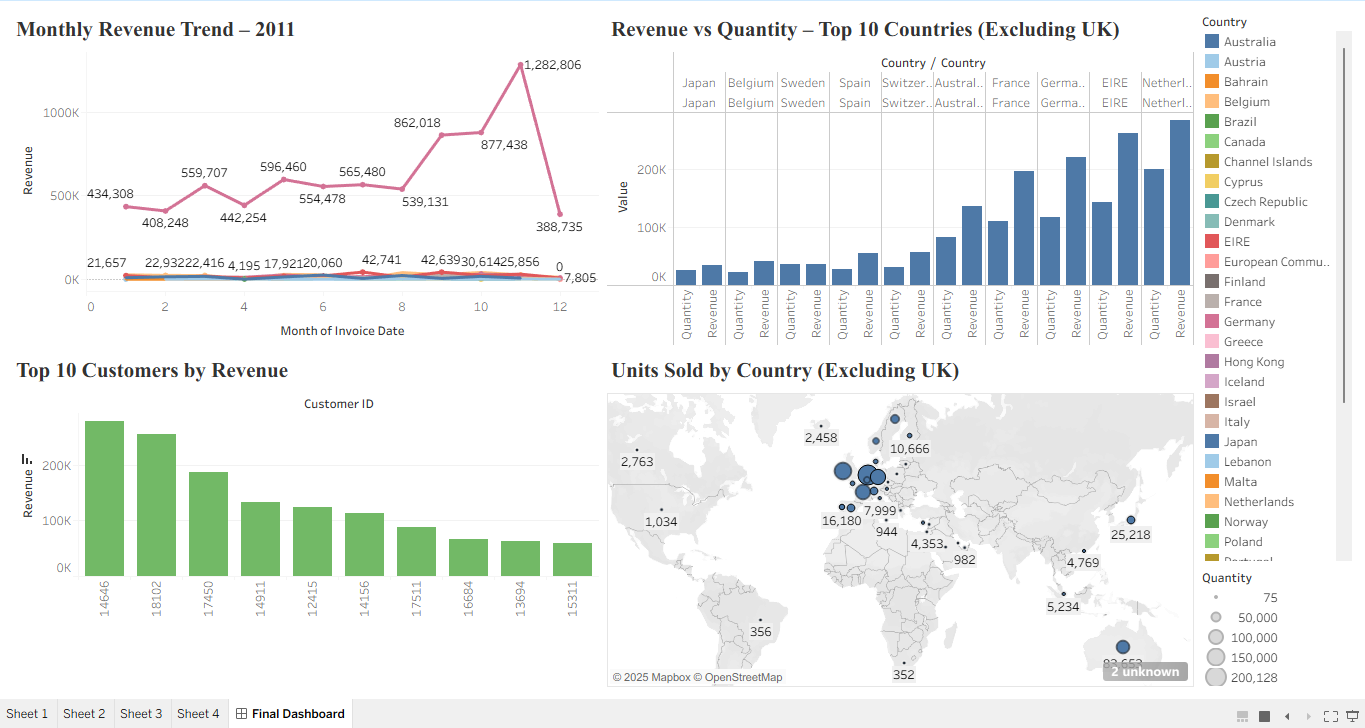 Monthly Revenue Trend – 2011
Revenue
1000K
500K
0K
434,308
408,248
559,707
442,254
596,460
554,478
565,480
539,131
862,018
877,438
1,282,806
388,735
21,657
22,932
22,416
4,195
17,921
20,060
42,741
42,639
30,614
25,856
0
7,805
0
2
4
6
8
10
12
Month of Invoice Date
Revenue vs Quantity – Top 10 Countries (Excluding UK)
Country / Country
Japan Belgium Sweden Spain Switzer.. Austral.. France Germa.. EIRE Netherl..
Japan Belgium Sweden Spain Switzer.. Austral.. France Germa.. EIRE Netherl..
Value
200K
100K
0K
Quantity Revenue Quantity Revenue Quantity Revenue Quantity Revenue Quantity Revenue Quantity Revenue Quantity Revenue Quantity Revenue Quantity Revenue Quantity Revenue
Top 10 Customers by Revenue
Customer ID
Revenue
200K
100K
0K
14646 18102 17450 14911 12415 14156 17511 16684 13694 15311
Units Sold by Country (Excluding UK)
2,458
10,666
2,763
1,034
16,180
7,999
944
4,353
982
25,218
4,769
5,234
356
352
2 unknown
© 2025 Mapbox © OpenStreetMap
Country
Australia
Austria
Bahrain
Belgium
Brazil
Canada
Channel Islands
Cyprus
Czech Republic
Denmark
EIRE
European Commu..
Finland
France
Germany
Greece
Hong Kong
Iceland
Israel
Italy
Japan
Lebanon
Malta
Netherlands
Norway
Poland
Quantity
75
50,000
100,000
150,000
200,128
Sheet 1 Sheet 2 Sheet 3 Sheet 4 Final Dashboard